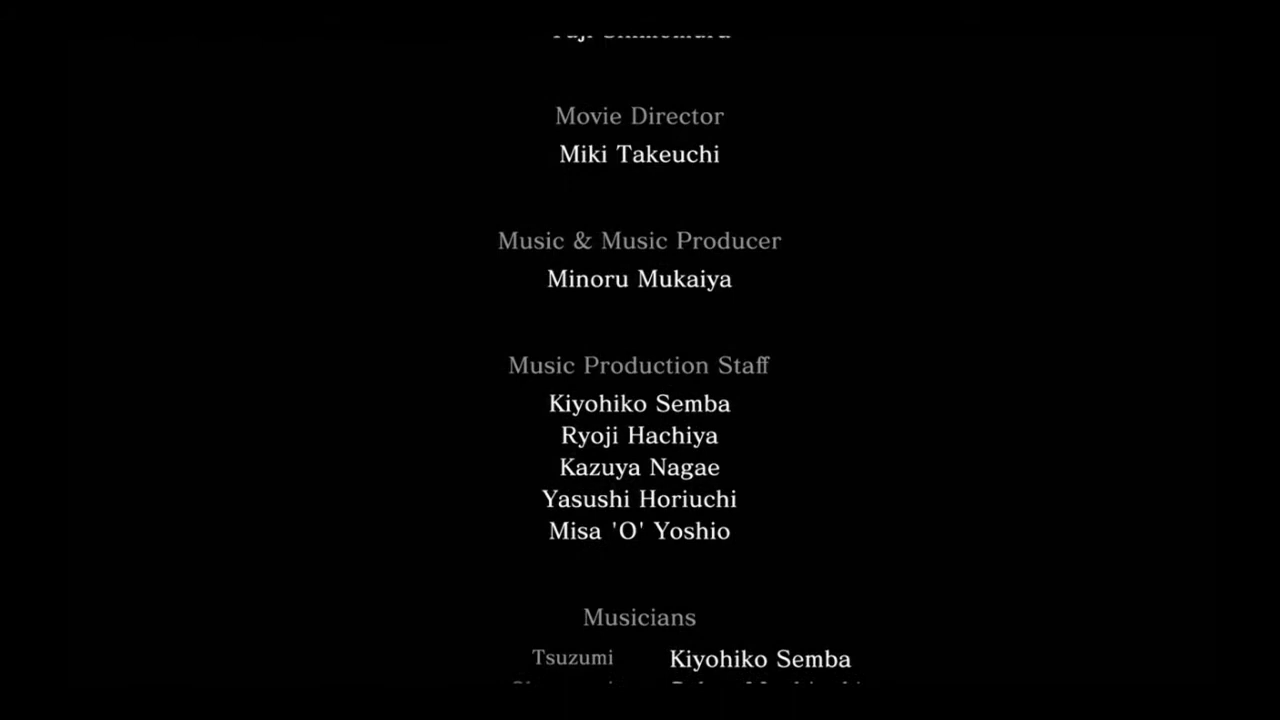 Movie Director
Miki Takeuchi
Music & Music Producer
Minoru Mukaiya
Music Production Staff
Kiyohiko Semba
Ryoji Hachiya
Kazuya Nagae
Yasushi Horiuchi
Misa 'O' Yoshio
Musicians
Tsuzumi Kiyohiko Semba